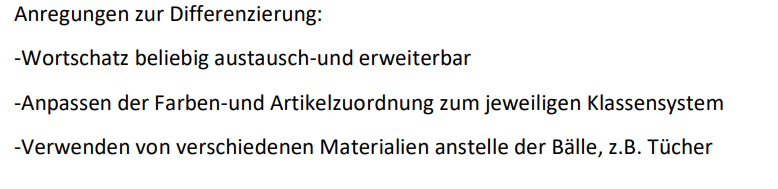 Anregungen zur Differenzierung:
-Wortschatz beliebig austausch-und erweiterbar
-Anpassen der Farben-und Artikelzuordnung zum jeweiligen Klassensystem
-Verwenden von verschiedenen Materialien anstelle der Bälle, z.B. Tücher